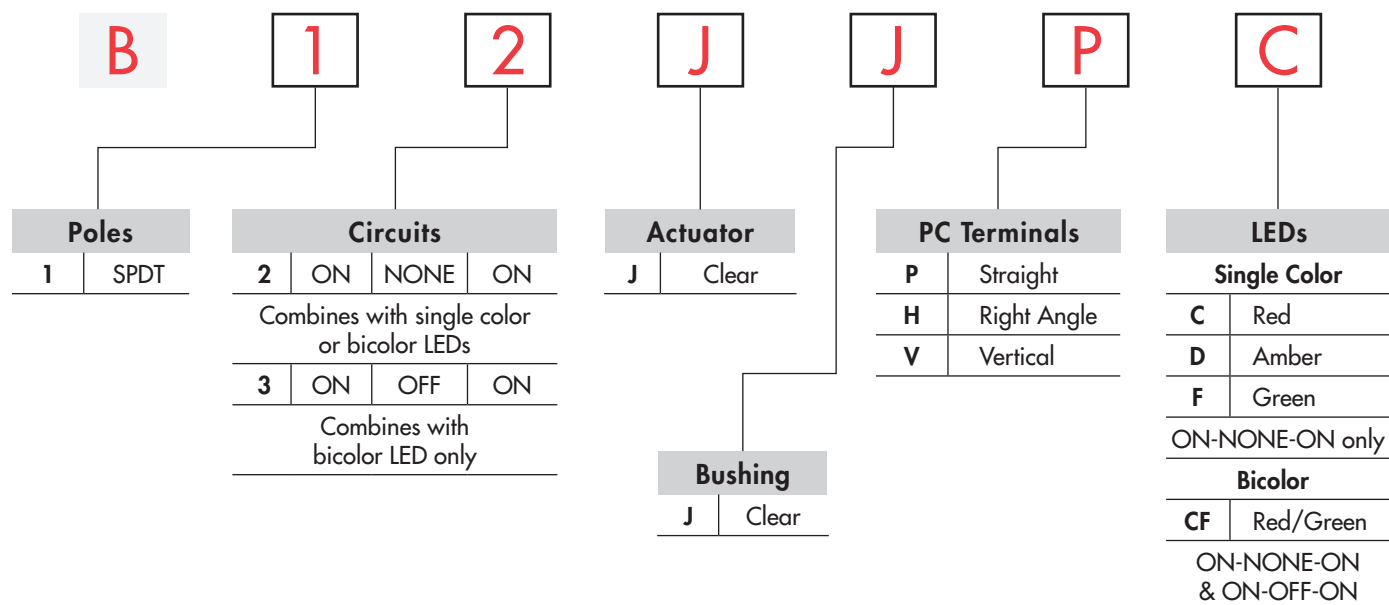 B 1 2 J J P C
Poles
1 SPDT
Circuits
2 ON NONE ON
Combines with single color
or bicolor LEDs
3 ON OFF ON
Combines with
bicolor LED only
Actuator
J Clear
Bushing
J Clear
PC Terminals
P Straight
H Right Angle
V Vertical
LEDs
Single Color
C Red
D Amber
F Green
ON-NONE-ON only
Bicolor
CF Red/Green
ON-NONE-ON
& ON-OFF-ON